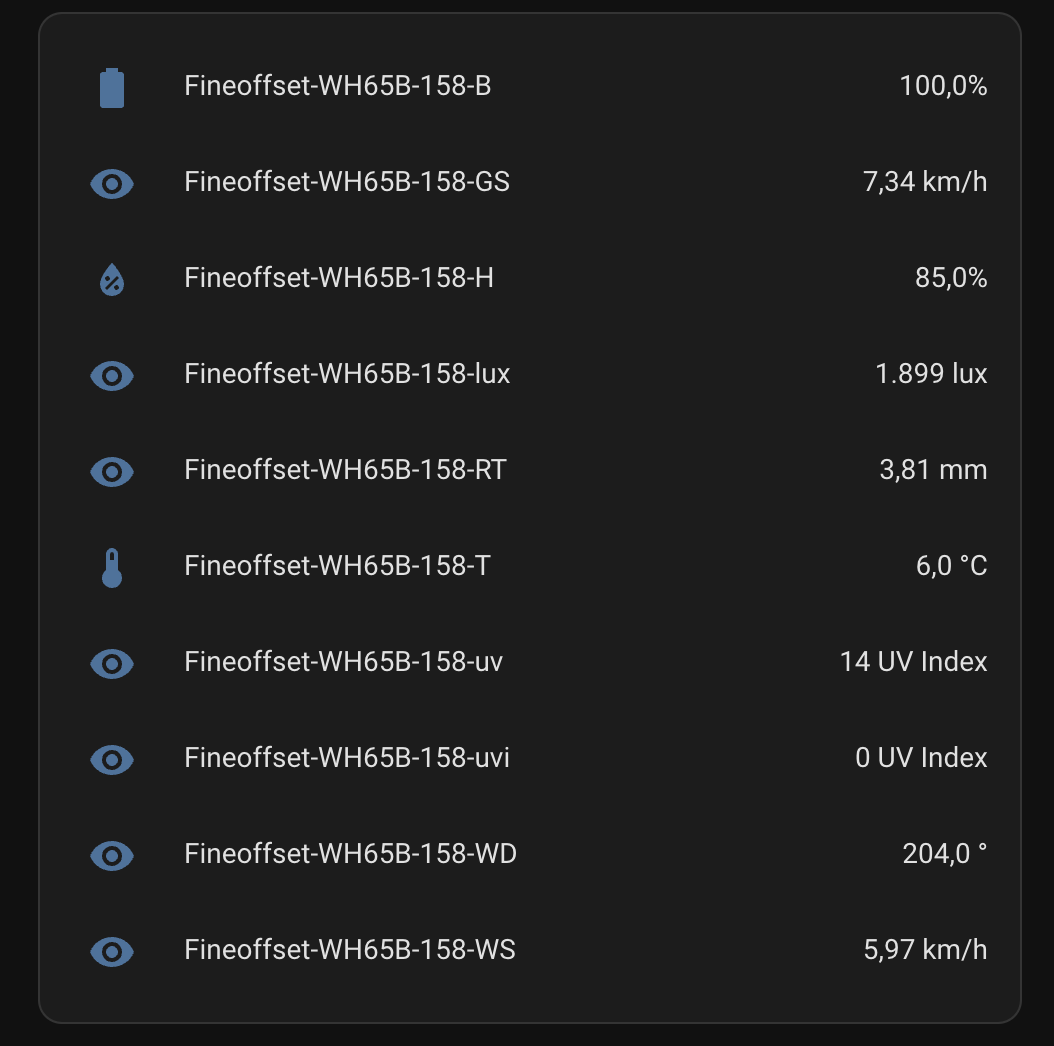 Fineoffset-WH65B-158-B 100,0%
Fineoffset-WH65B-158-GS 7,34 km/h
Fineoffset-WH65B-158-H 85,0%
Fineoffset-WH65B-158-lux 1.899 lux
Fineoffset-WH65B-158-RT 3,81 mm
Fineoffset-WH65B-158-T 6,0 °C
Fineoffset-WH65B-158-uv 14 UV Index
Fineoffset-WH65B-158-uvi 0 UV Index
Fineoffset-WH65B-158-WD 204,0 °
Fineoffset-WH65B-158-WS 5,97 km/h